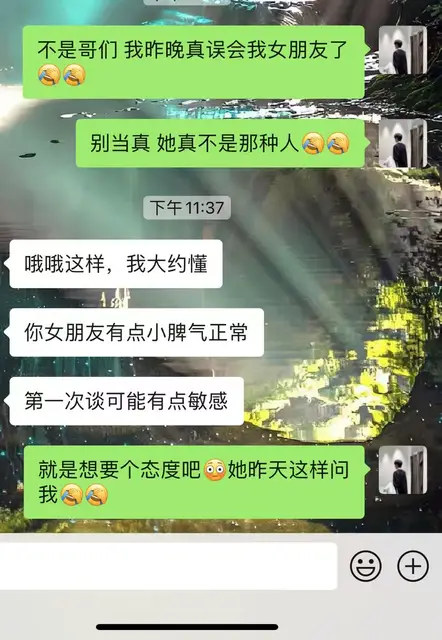 不是哥们 我昨晚真误会我女朋友了
🤣🤣
别当真 她真不是那种人🤣🤣
下午11:37
哦哦这样，我大约懂
你女朋友有点小脾气正常
第一次谈可能有点敏感
就是想要个态度吧😳她昨天这样问
我🤣🤣